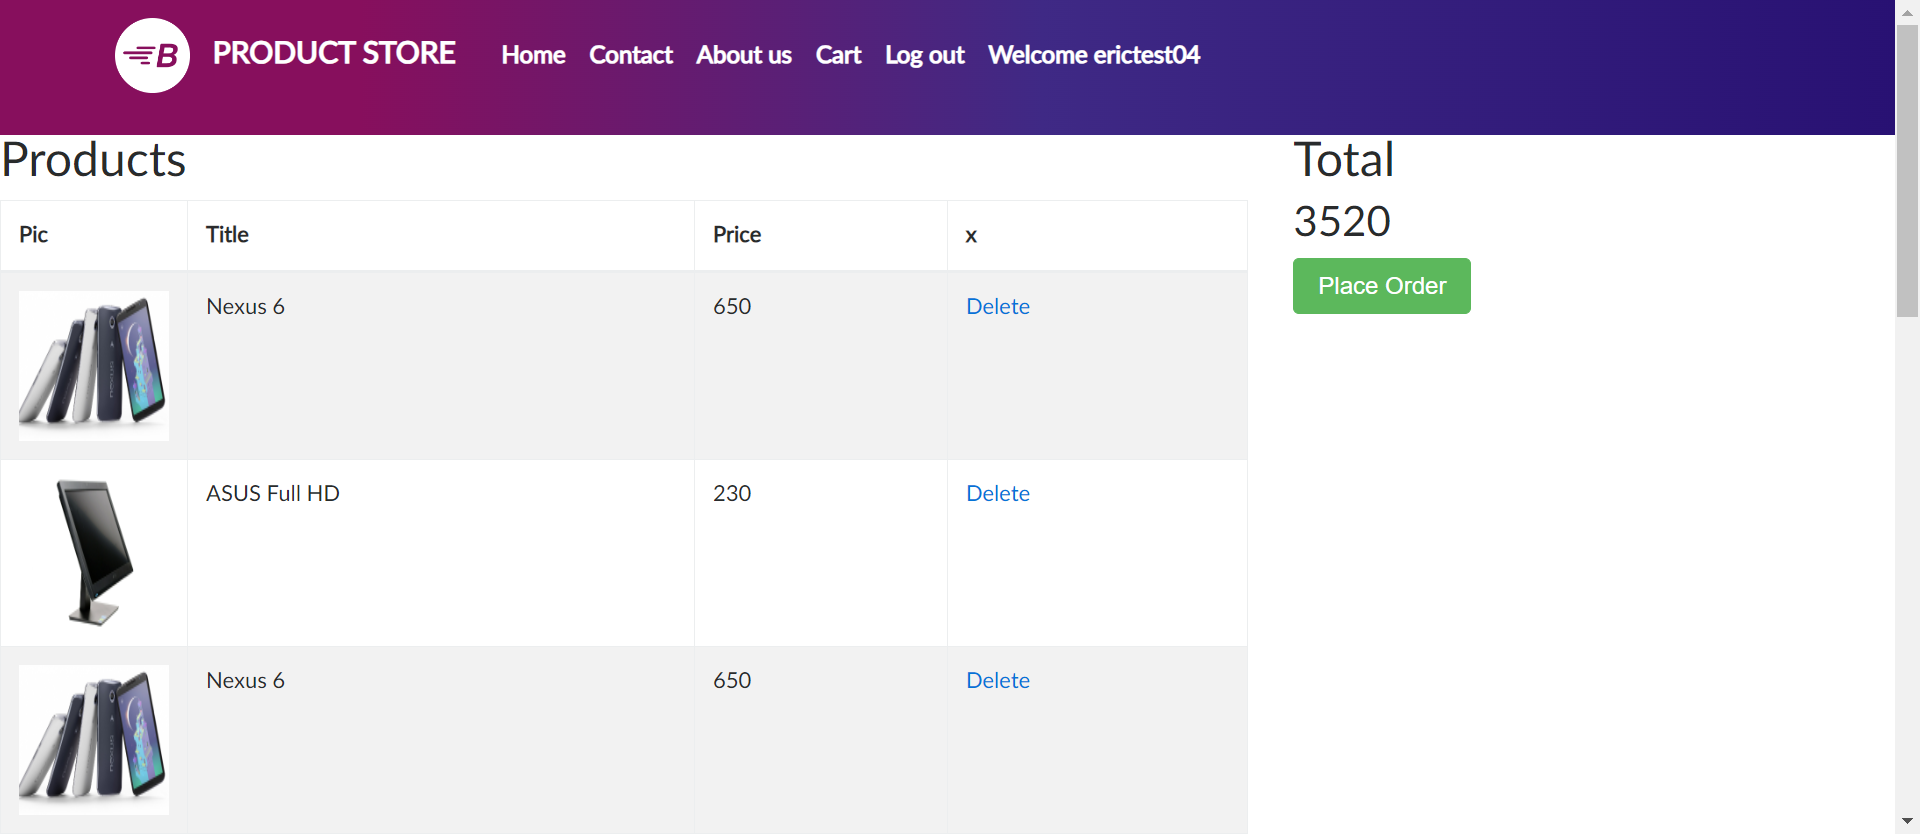 B PRODUCT STORE Home Contact About us Cart Log out Welcome erictest04
Products
Pic Title Price x
Nexus 6 650 Delete
ASUS Full HD 230 Delete
Nexus 6 650 Delete
Total
3520
Place Order